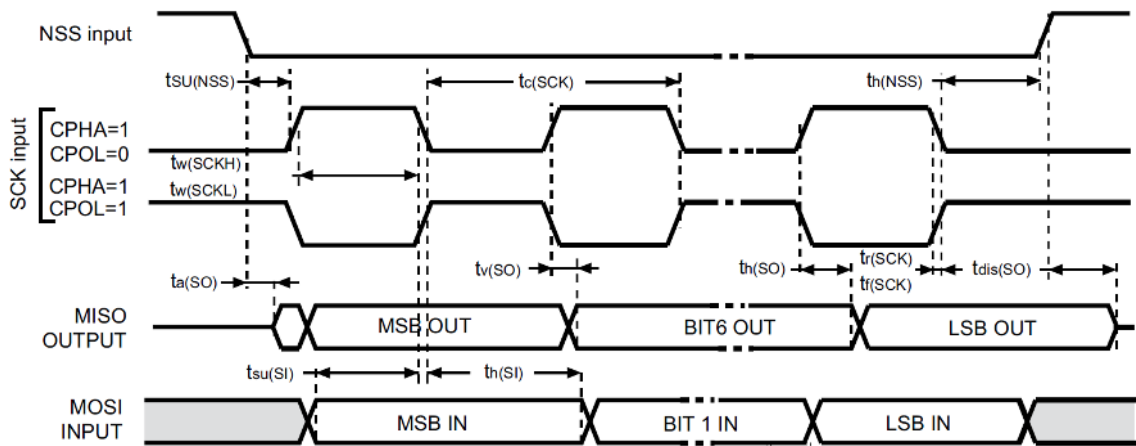 NSS input
tSU(NSS)
tc(SCK)
th(NSS)
SCK input
CPHA=1
CPOL=0
tw(SCKH)
CPHA=1
tw(SCKL)
CPOL=1
ta(SO)
tv(SO)
th(SO)
tr(SCK)
tf(SCK)
tdis(SO)
MISO
OUTPUT
MSB OUT
BIT6 OUT
LSB OUT
tsu(SI)
th(SI)
MOSI
INPUT
MSB IN
BIT 1 IN
LSB IN